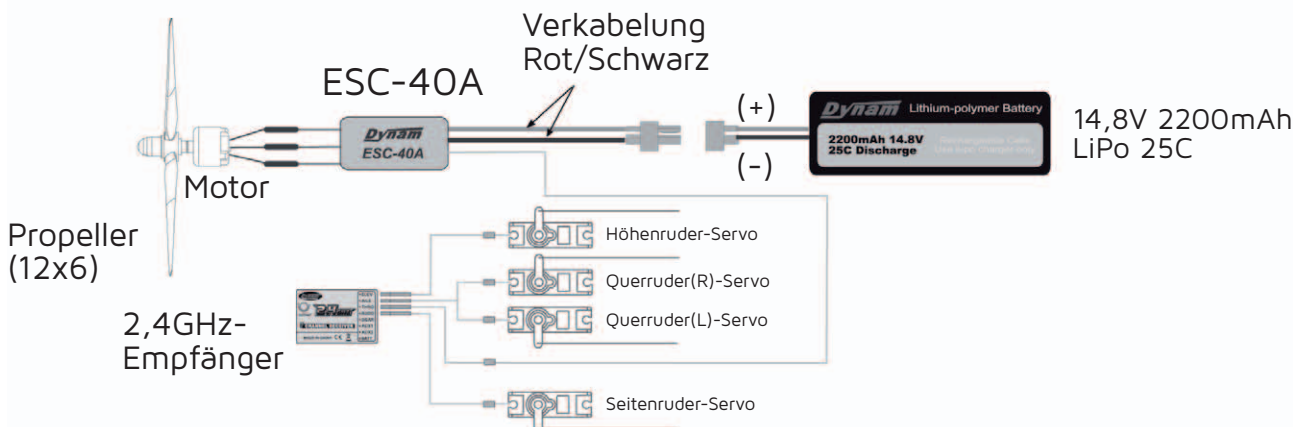 Verkabelung
Rot/Schwarz
ESC-40A
Dynam
ESC-40A
(+)
(-)
Dynam Lithium-polymer Battery
2200mAh 14.8V
25C Discharge
14,8V 2200mAh
LiPo 25C
Motor
Propeller
(12x6)
2,4GHz-
Empfänger
Höhenruder-Servo
Querruder(R)-Servo
Querruder(L)-Servo
Seitenruder-Servo